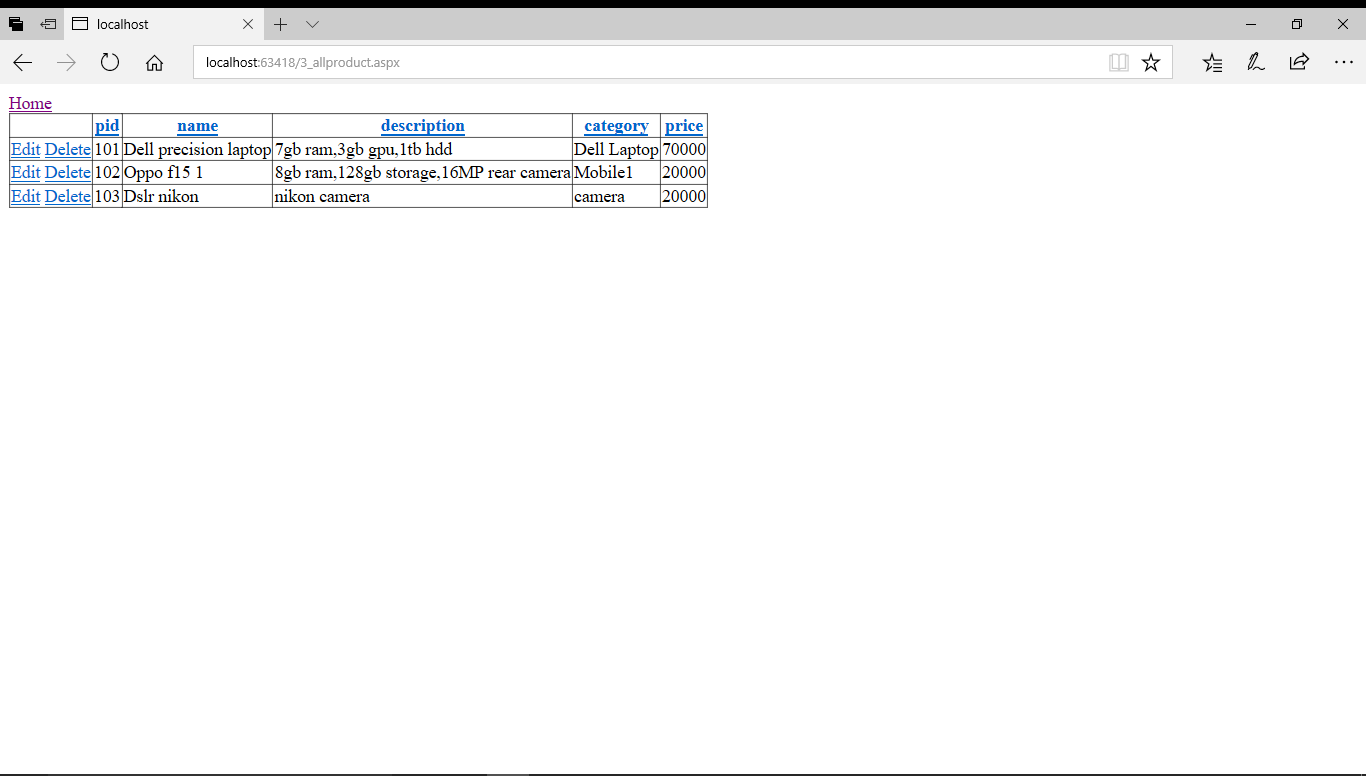 localhost
localhost:63418/3_allproduct.aspx
Home
pid name description category price
Edit Delete 101 Dell precision laptop 7gb ram,3gb gpu,1tb hdd Dell Laptop 70000
Edit Delete 102 Oppo f15 1 8gb ram,128gb storage,16MP rear camera Mobile1 20000
Edit Delete 103 Dslr nikon nikon camera camera 20000